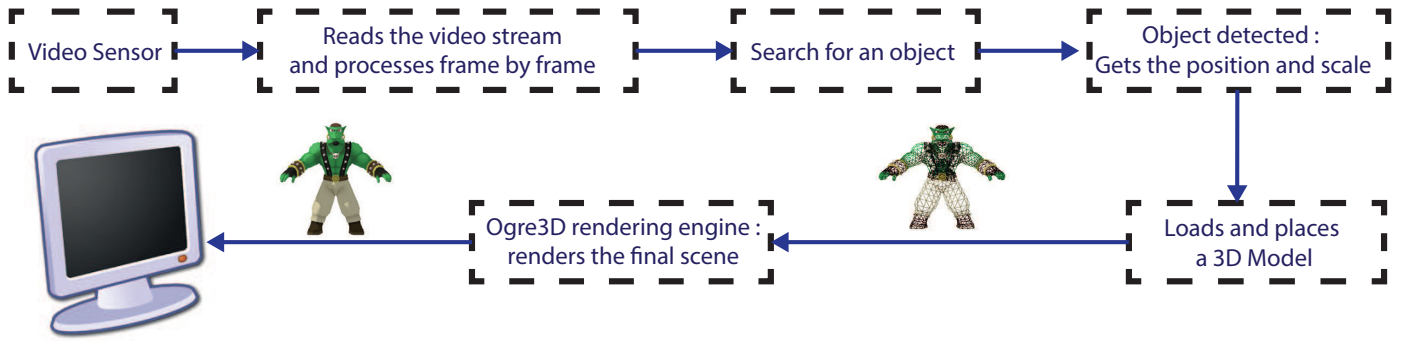 Video Sensor
Reads the video stream
and processes frame by frame
Search for an object
Object detected :
Gets the position and scale
Loads and places
a 3D Model
Ogre3D rendering engine :
renders the final scene